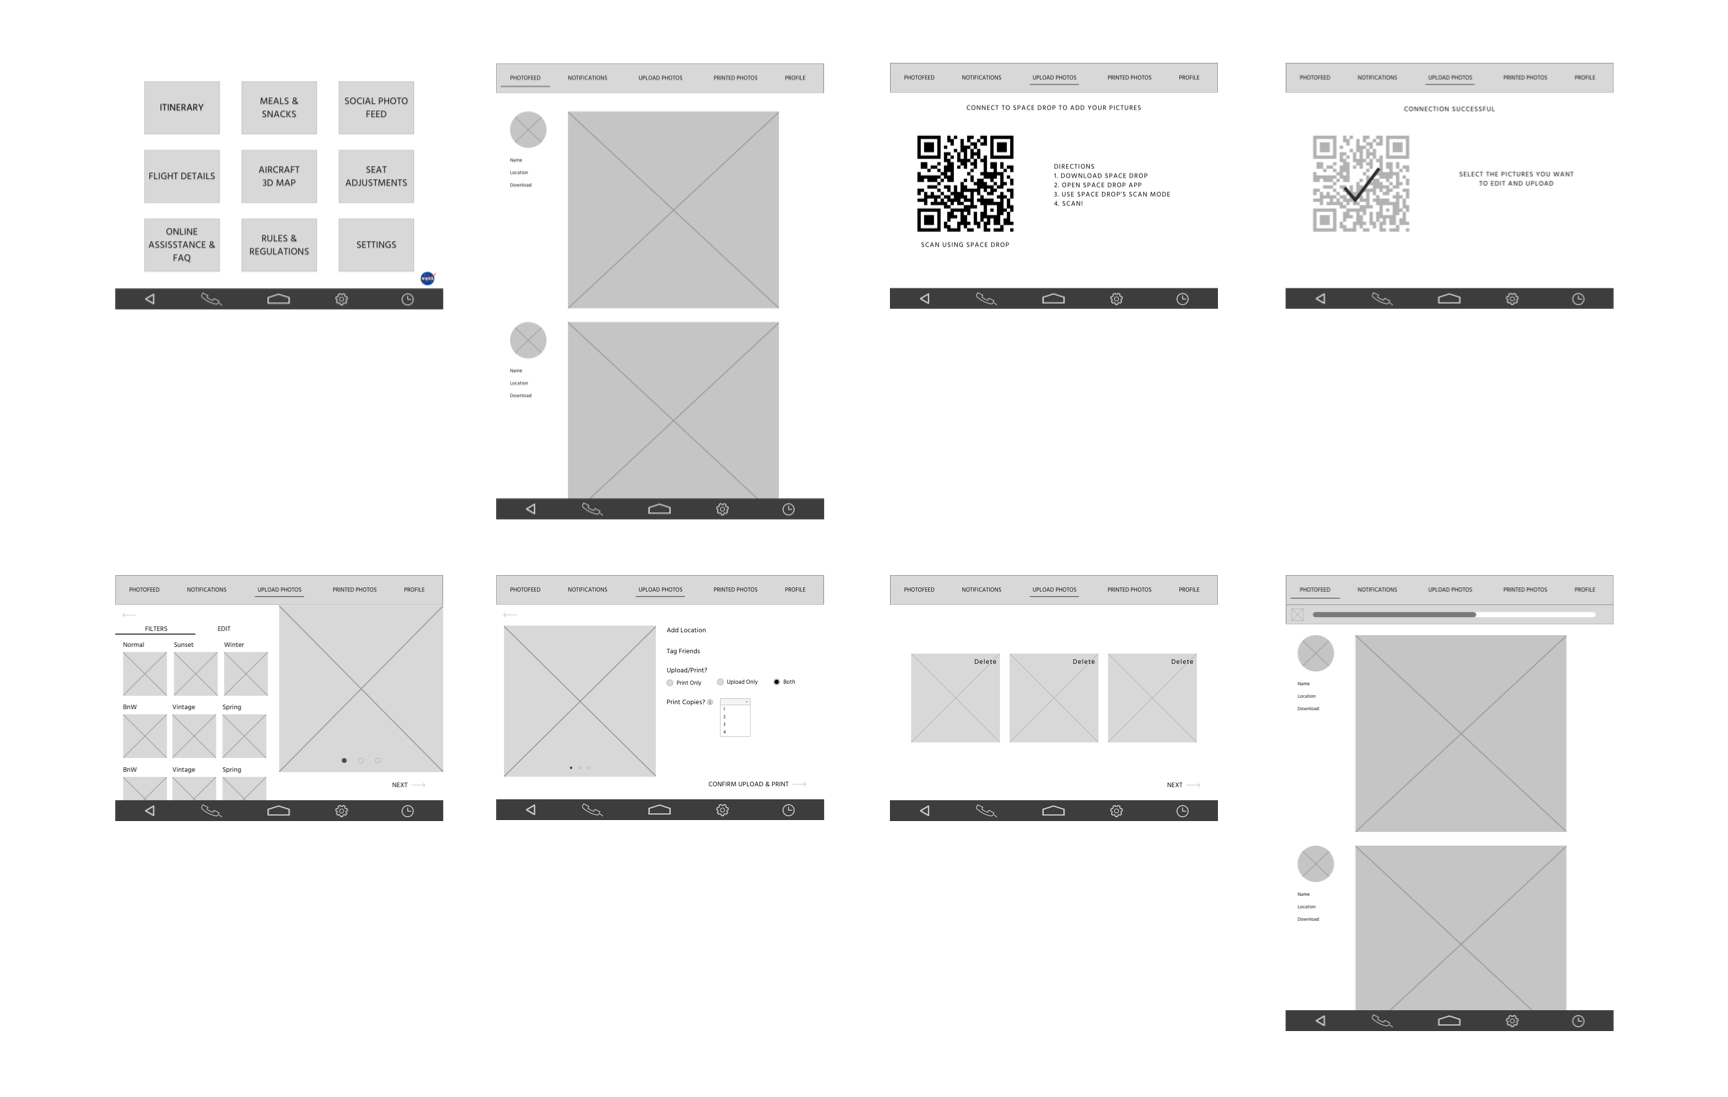 ITINERARY
MEALS &
SNACKS
SOCIAL PHOTO
FEED
FLIGHT DETAILS
AIRCRAFT
3D MAP
SEAT
ADJUSTMENTS
ONLINE
ASSISSTANCE &
FAQ
RULES &
REGULATIONS
SETTINGS
NASA
PHOTOFEED NOTIFICATIONS UPLOAD PHOTOS PRINTED PHOTOS PROFILE
Name
Location
Download
Name
Location
Download
PHOTOFEED NOTIFICATIONS UPLOAD PHOTOS PRINTED PHOTOS PROFILE
CONNECT TO SPACE DROP TO ADD YOUR PICTURES
DIRECTIONS
1. DOWNLOAD SPACE DROP
2. OPEN SPACE DROP APP
3. USE SPACE DROP'S SCAN MODE
4. SCAN!
SCAN USING SPACE DROP
PHOTOFEED NOTIFICATIONS UPLOAD PHOTOS PRINTED PHOTOS PROFILE
CONNECTION SUCCESSFUL
SELECT THE PICTURES YOU WANT
TO EDIT AND UPLOAD
PHOTOFEED NOTIFICATIONS UPLOAD PHOTOS PRINTED PHOTOS PROFILE
FILTERS EDIT
Normal Sunset Winter
BnW Vintage Spring
BnW Vintage Spring
NEXT
PHOTOFEED NOTIFICATIONS UPLOAD PHOTOS PRINTED PHOTOS PROFILE
Add Location
Tag Friends
Upload/Print?
Print Only Upload Only Both
Print Copies?
1
2
3
4
CONFIRM UPLOAD & PRINT
PHOTOFEED NOTIFICATIONS UPLOAD PHOTOS PRINTED PHOTOS PROFILE
Delete Delete Delete
NEXT
PHOTOFEED NOTIFICATIONS UPLOAD PHOTOS PRINTED PHOTOS PROFILE
Name
Location
Download
Name
Location
Download